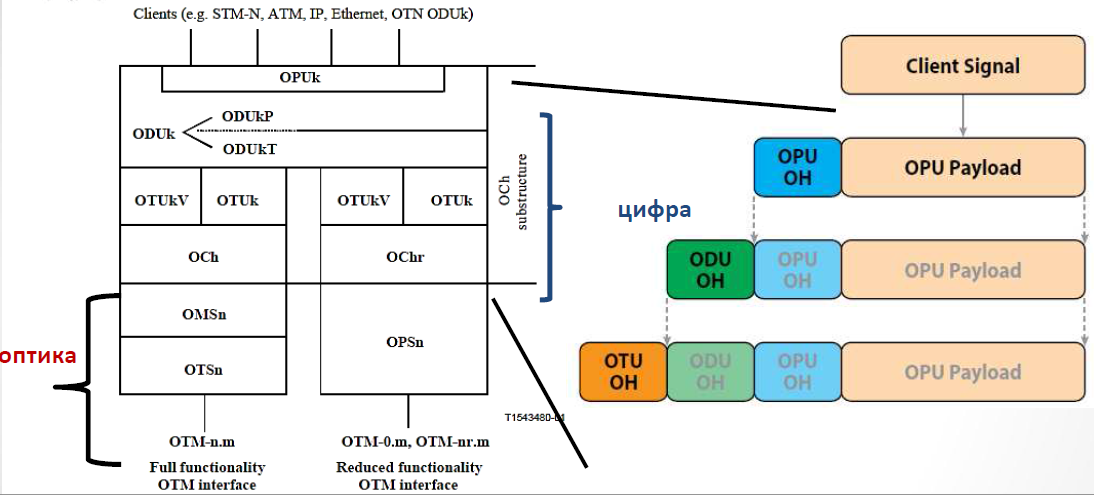 Clients (e.g. STM-N, ATM, IP, Ethernet, OTN ODUk)
OPUk
ODUk
ODUkP
ODUkT
OTUkV
OTUk
OTUkV
OTUk
OCh
substructure
OCh
OChr
OMSn
OTSn
OPSn
оптика
цифра
T1543480-01
OTM-n.m
OTM-0.m, OTM-nr.m
Full functionality
OTM interface
Reduced functionality
OTM interface
Client Signal
OPU
OH
OPU Payload
ODU
OH
OPU
OH
OPU Payload
OTU
OH
ODU
OH
OPU
OH
OPU Payload